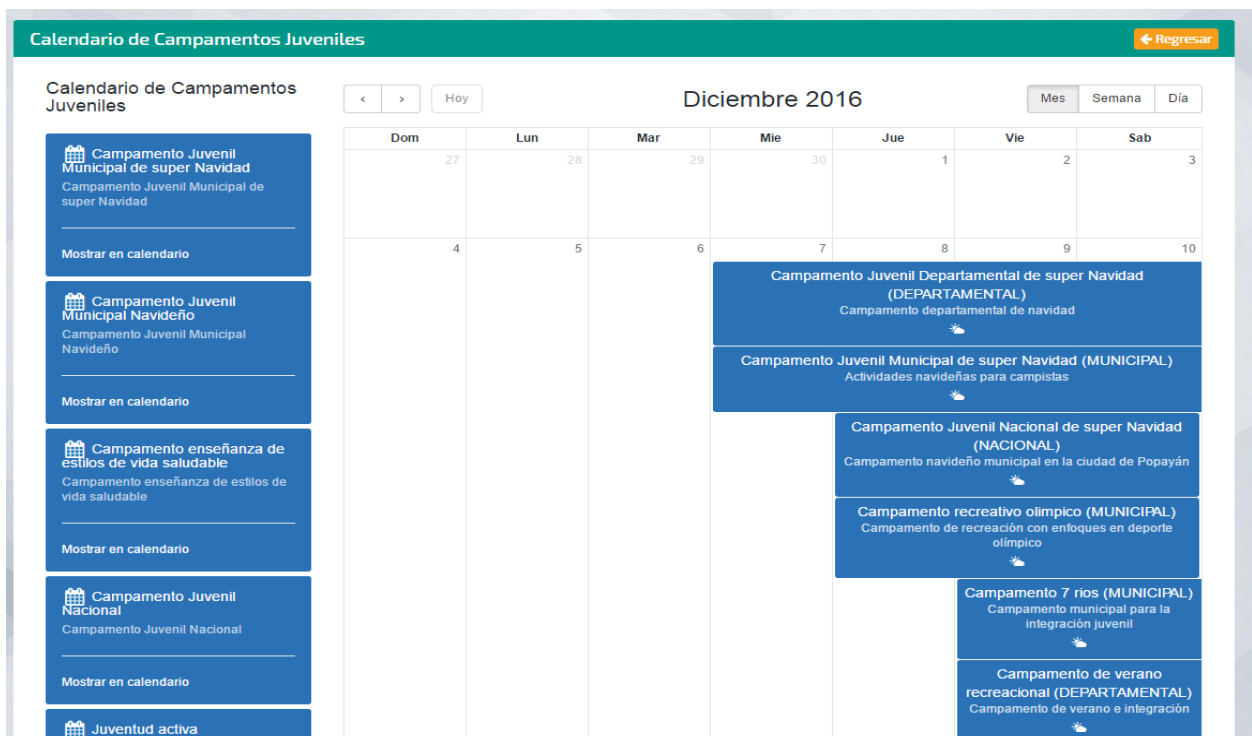 Calendario de Campamentos Juveniles
Regresar
Calendario de Campamentos
Juveniles
Campamento Juvenil
Municipal de super Navidad
Campamento Juvenil Municipal de
super Navidad
Mostrar en calendario
Campamento Juvenil
Municipal Navideño
Campamento Juvenil Municipal
Navideño
Mostrar en calendario
Campamento enseñanza de
estilos de vida saludable
Campamento enseñanza de estilos de
vida saludable
Mostrar en calendario
Campamento Juvenil
Nacional
Campamento Juvenil Nacional
Mostrar en calendario
Juventud activa
Hoy
Diciembre 2016
Mes Semana Día
Dom Lun Mar Mie Jue Vie Sab
27 28 29 30 1 2 3
4 5 6 7 8 9 10
Campamento Juvenil Departamental de super Navidad
(DEPARTAMENTAL)
Campamento departamental de navidad
Campamento Juvenil Municipal de super Navidad (MUNICIPAL)
Actividades navideñas para campistas
Campamento Juvenil Nacional de super Navidad
(NACIONAL)
Campamento navideño municipal en la ciudad de Popayán
Campamento recreativo olimpico (MUNICIPAL)
Campamento de recreación con enfoques en deporte
olímpico
Campamento 7 rios (MUNICIPAL)
Campamento municipal para la
integración juvenil
Campamento de verano
recreacional (DEPARTAMENTAL)
Campamento de verano e integración